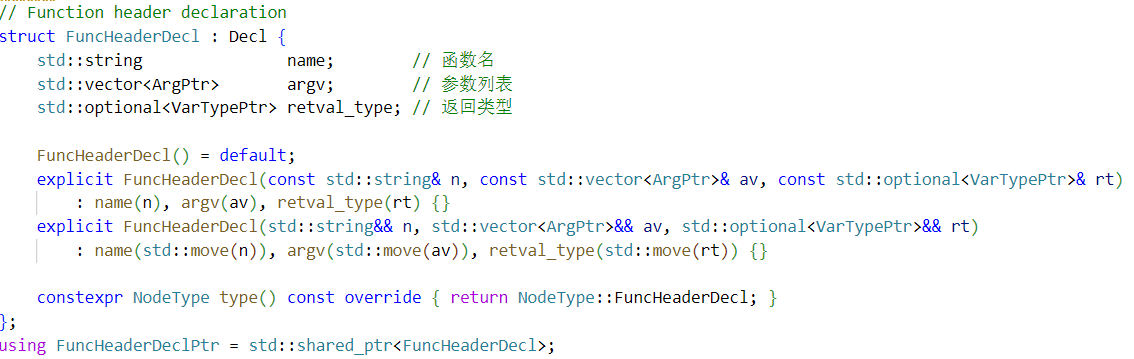 // Function header declaration
struct FuncHeaderDecl : Decl {
    std::string              name;        // 函数名
    std::vector<ArgPtr>      argv;        // 参数列表
    std::optional<VarTypePtr> retval_type; // 返回类型
    FuncHeaderDecl() = default;
    explicit FuncHeaderDecl(const std::string& n, const std::vector<ArgPtr>& av, const std::optional<VarTypePtr>& rt)
        : name(n), argv(av), retval_type(rt) {}
    explicit FuncHeaderDecl(std::string&& n, std::vector<ArgPtr>&& av, std::optional<VarTypePtr>&& rt)
        : name(std::move(n)), argv(std::move(av)), retval_type(std::move(rt)) {}
    constexpr NodeType type() const override { return NodeType::FuncHeaderDecl; }
};
using FuncHeaderDeclPtr = std::shared_ptr<FuncHeaderDecl>;